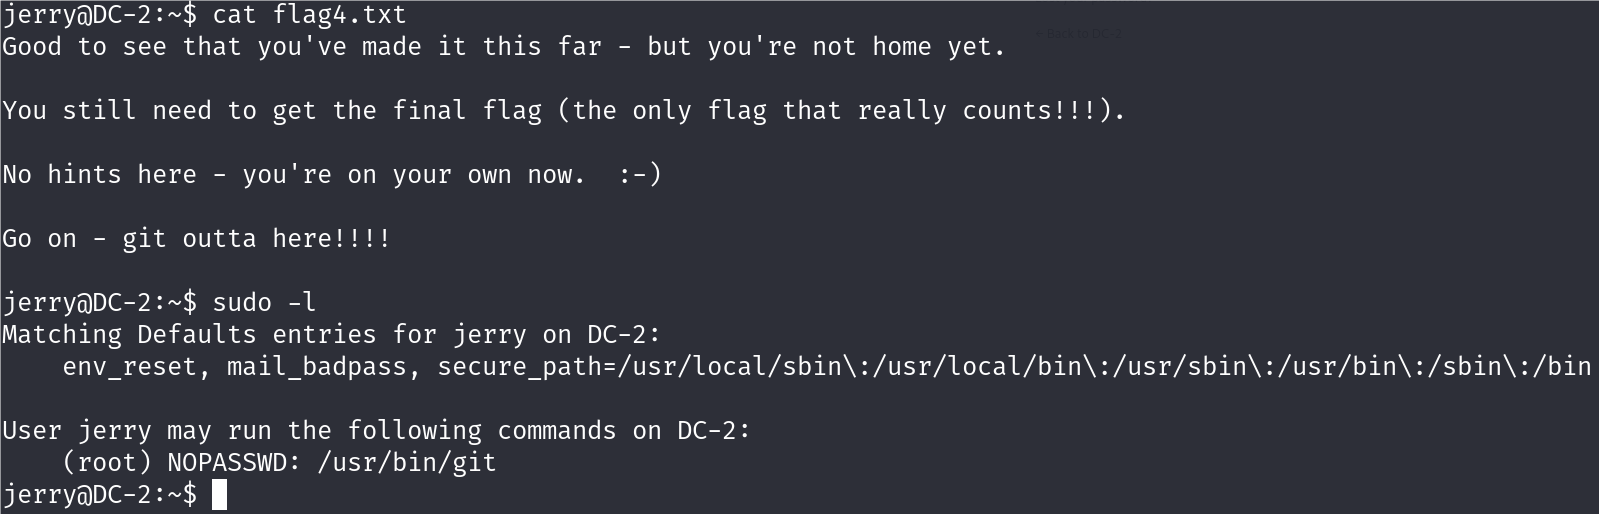 jerry@DC-2:~$ cat flag4.txt
Good to see that you've made it this far - but you're not home yet.
You still need to get the final flag (the only flag that really counts!!!).
No hints here - you're on your own now.  :-)
Go on - git outta here!!!!
jerry@DC-2:~$ sudo -l
Matching Defaults entries for jerry on DC-2:
    env_reset, mail_badpass, secure_path=/usr/local/sbin\:/usr/local/bin\:/usr/sbin\:/usr/bin\:/sbin\:/bin
User jerry may run the following commands on DC-2:
    (root) NOPASSWD: /usr/bin/git
jerry@DC-2:~$